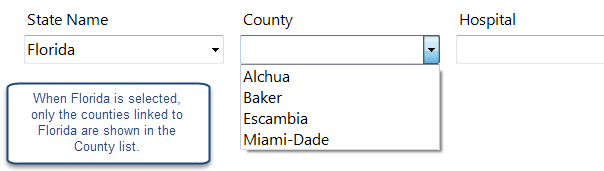 State Name County Hospital
Florida
Alchua
Baker
Escambia
Miami-Dade
When Florida is selected,
only the counties linked to
Florida are shown in the
County list.